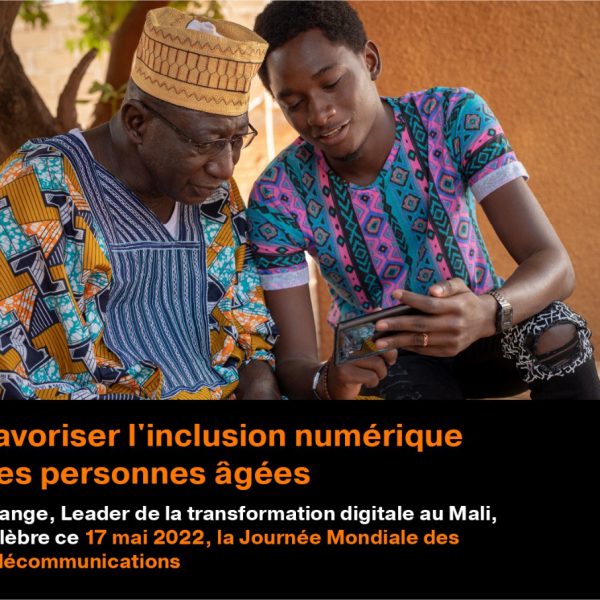 avoriser l'inclusion numérique
es personnes âgées
ange, Leader de la transformation digitale au Mali,
lèbre ce 17 mai 2022, la Journée Mondiale des
lécommunications